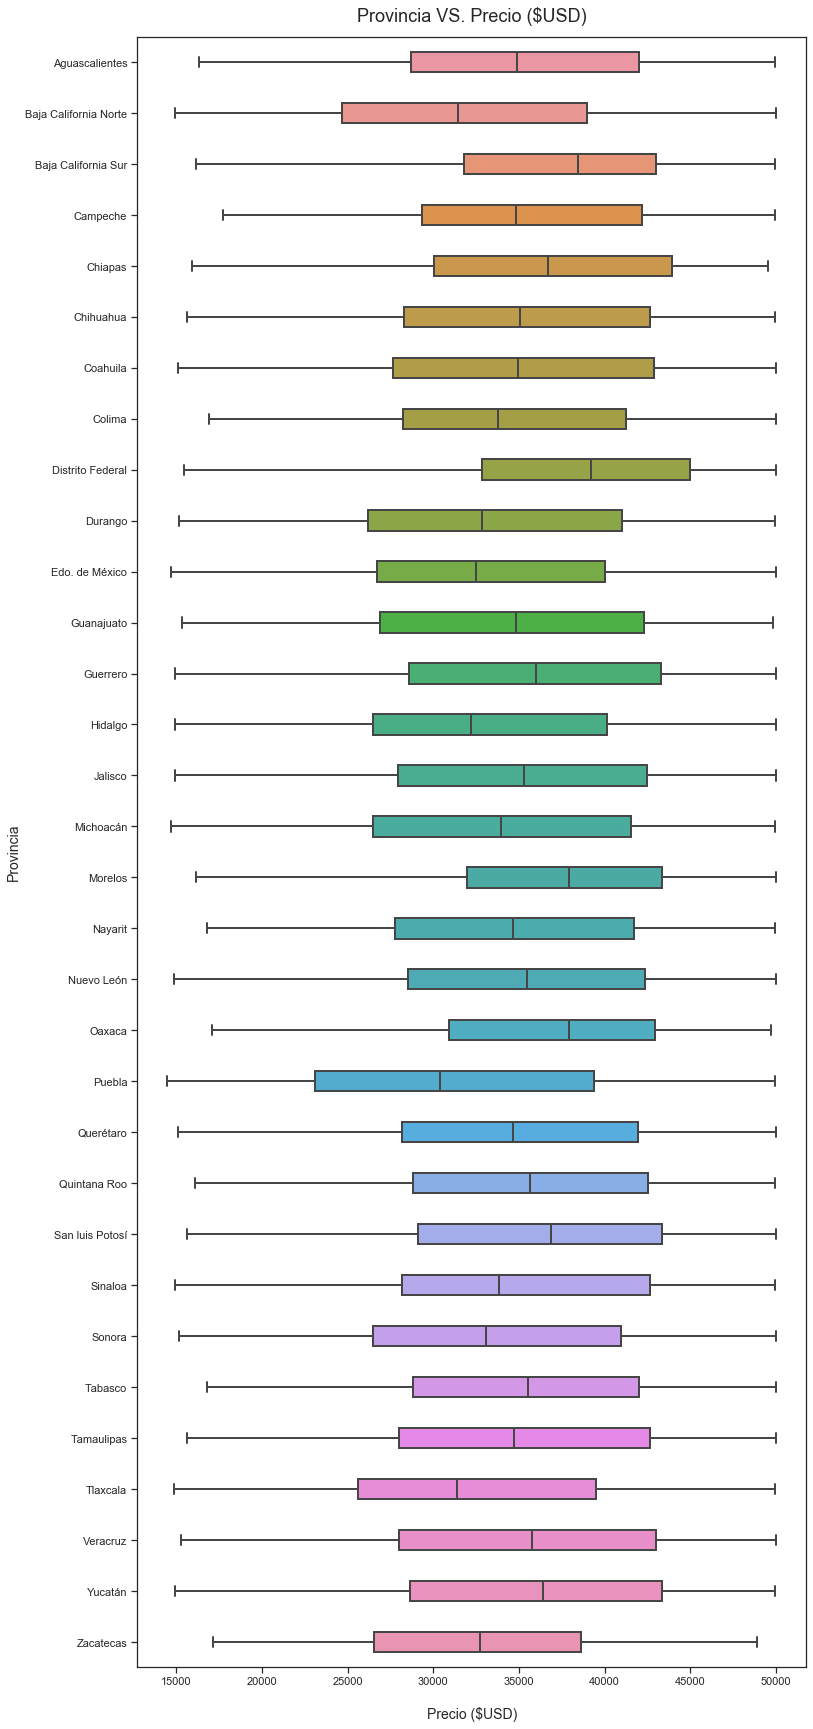 Provincia VS. Precio ($USD)
Aguascalientes
Baja California Norte
Baja California Sur
Campeche
Chiapas
Chihuahua
Coahuila
Colima
Distrito Federal
Durango
Edo. de México
Guanajuato
Guerrero
Hidalgo
Jalisco
Michoacán
Morelos
Nayarit
Nuevo León
Oaxaca
Puebla
Querétaro
Quintana Roo
San luis Potosí
Sinaloa
Sonora
Tabasco
Tamaulipas
Tlaxcala
Veracruz
Yucatán
Zacatecas
Provincia
15000 20000 25000 30000 35000 40000 45000 50000
Precio ($USD)